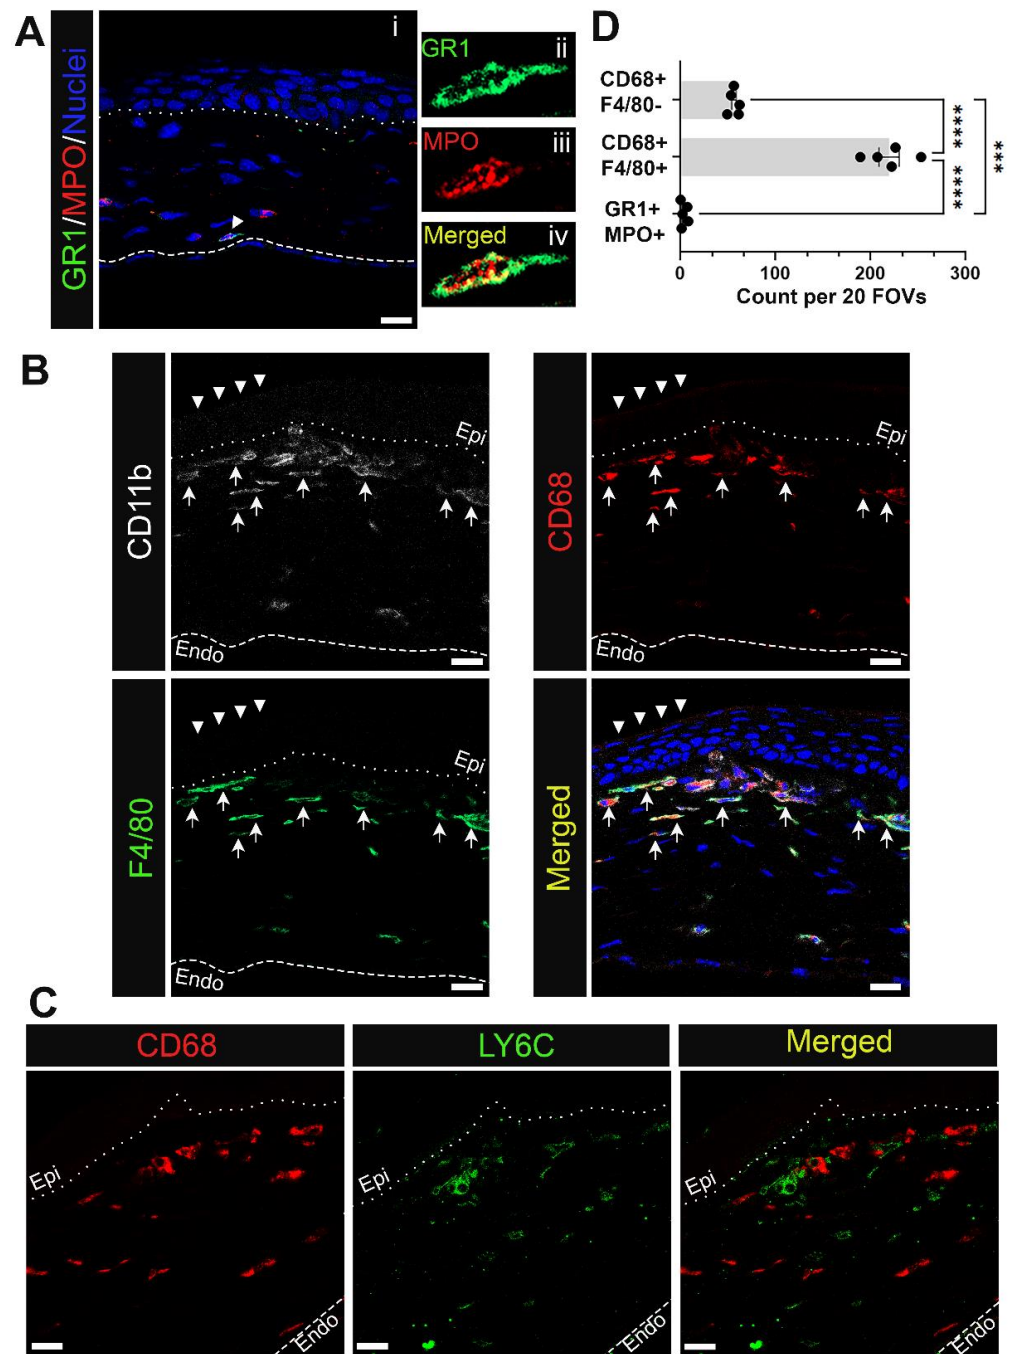 A
GR1/MPO/Nuclei
i
GR1
ii
MPO
iii
Merged
iv
D
CD68+
F4/80-
CD68+
F4/80+
GR1+
MPO+
****
****
***
0
100
200
300
Count per 20 FOVs
B
CD11b
Epi
Endo
CD68
Epi
Endo
F4/80
Epi
Endo
Merged
C
CD68
LY6C
Merged
Epi
Endo
Epi
Endo
Epi
Endo